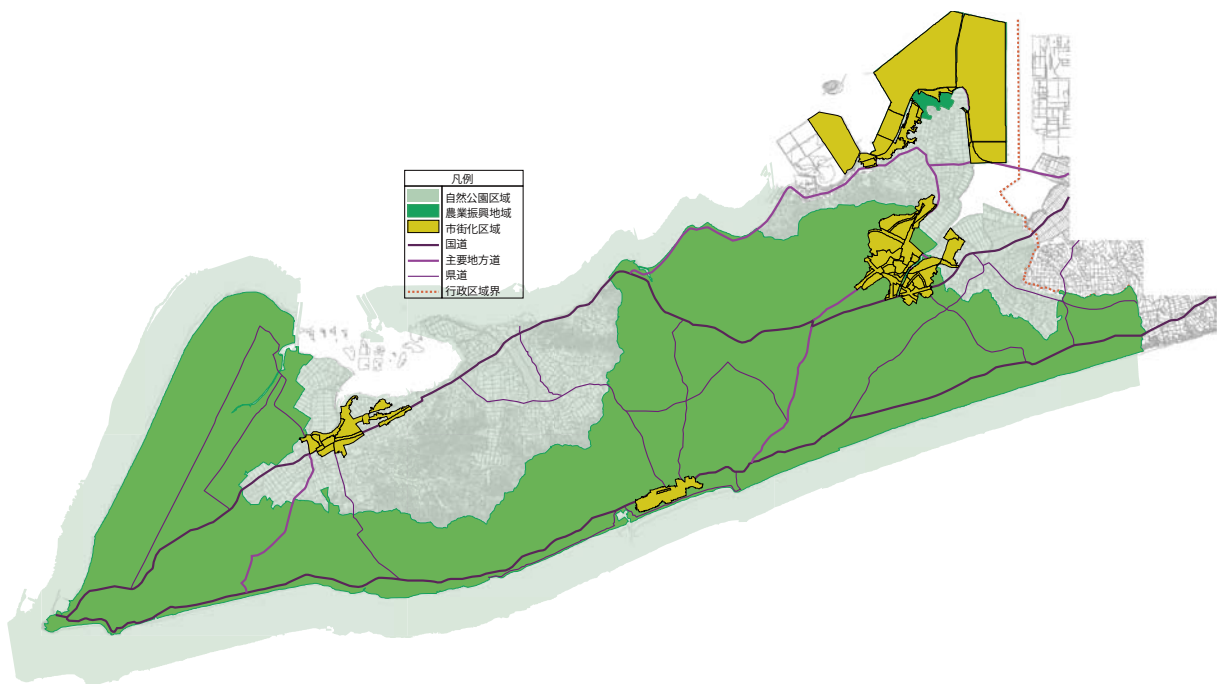 凡例
自然公園区域
農業振興地域
市街化区域
国道
主要地方道
県道
行政区域界